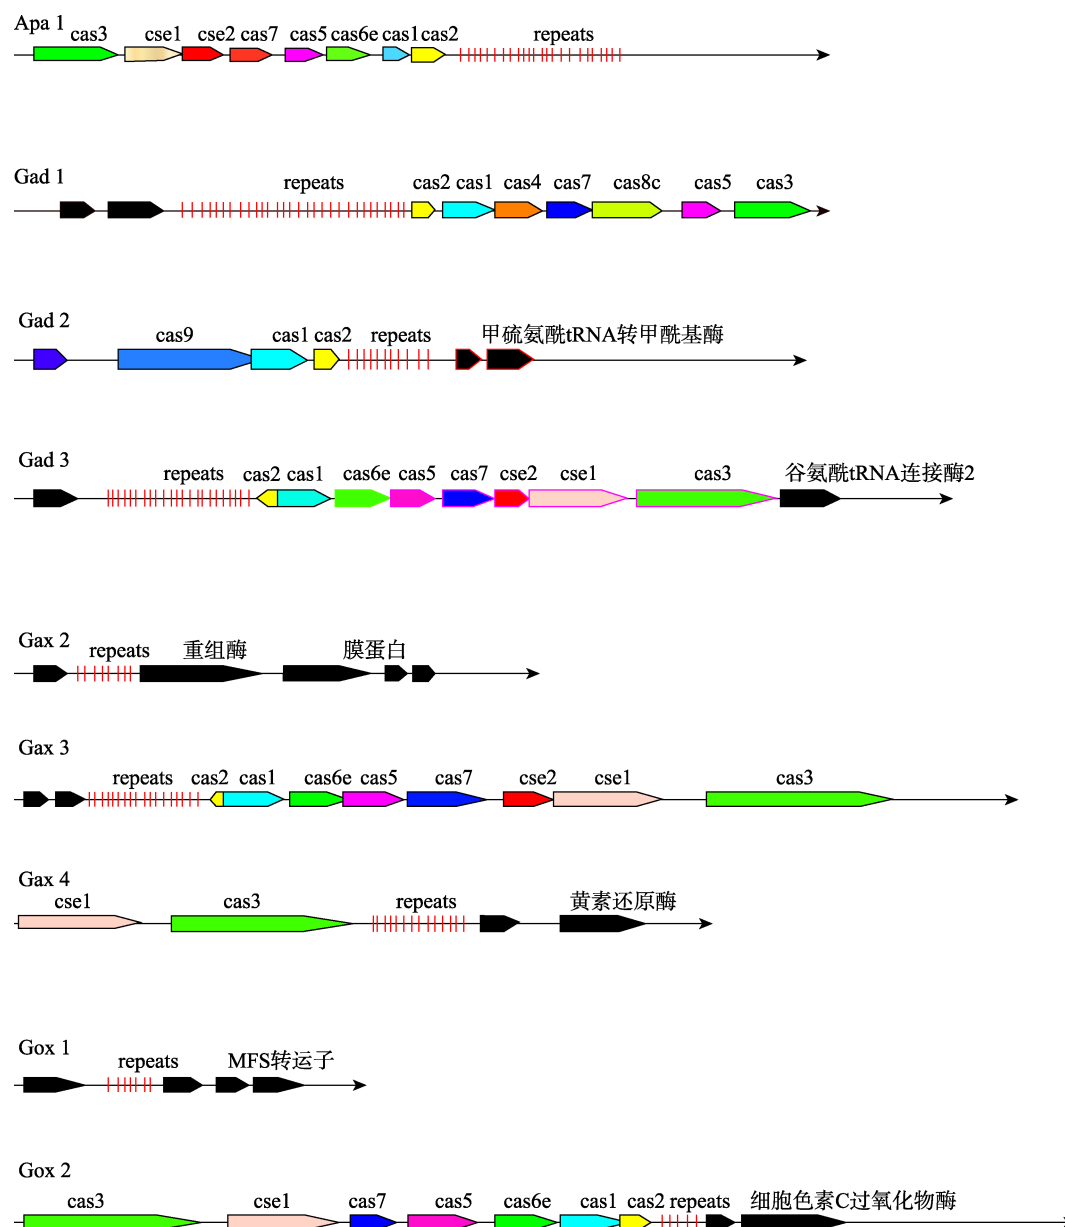 Apa 1
cas3 cse1 cse2 cas7 cas5 cas6e cas1 cas2 repeats
Gad 1
repeats cas2 cas1 cas4 cas7 cas8c cas5 cas3
Gad 2
cas9 cas1 cas2 repeats 甲硫氨酰tRNA转甲酰基酶
Gad 3
repeats cas2 cas1 cas6e cas5 cas7 cse2 cse1 cas3 谷氨酰tRNA连接酶2
Gax 2
repeats 重组酶 膜蛋白
Gax 3
repeats cas2 cas1 cas6e cas5 cas7 cse2 cse1 cas3
Gax 4
cse1 cas3 repeats 黄素还原酶
Gox 1
repeats MFS转运子
Gox 2
cas3 cse1 cas7 cas5 cas6e cas1 cas2 repeats 细胞色素C过氧化物酶